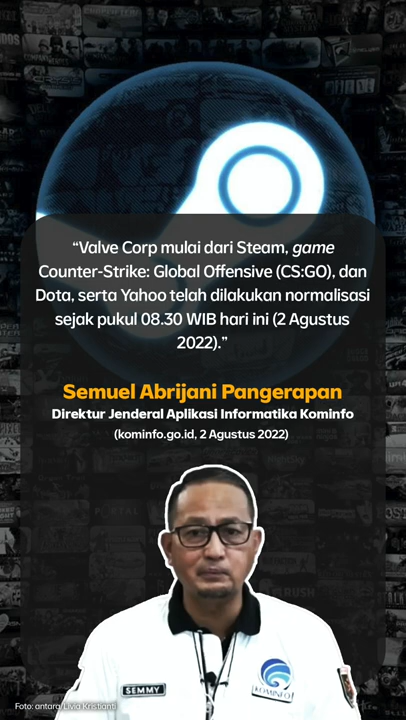 “Valve Corp mulai dari Steam, game
Counter-Strike: Global Offensive (CS:GO), dan
Dota, serta Yahoo telah dilakukan normalisasi
sejak pukul 08.30 WIB hari ini (2 Agustus
2022).”
Semuel Abrijani Pangerapan
Direktur Jenderal Aplikasi Informatika Kominfo
(kominfo.go.id, 2 Agustus 2022)
SEMMY
KOMINFO
Foto: antara/Livia Kristianti